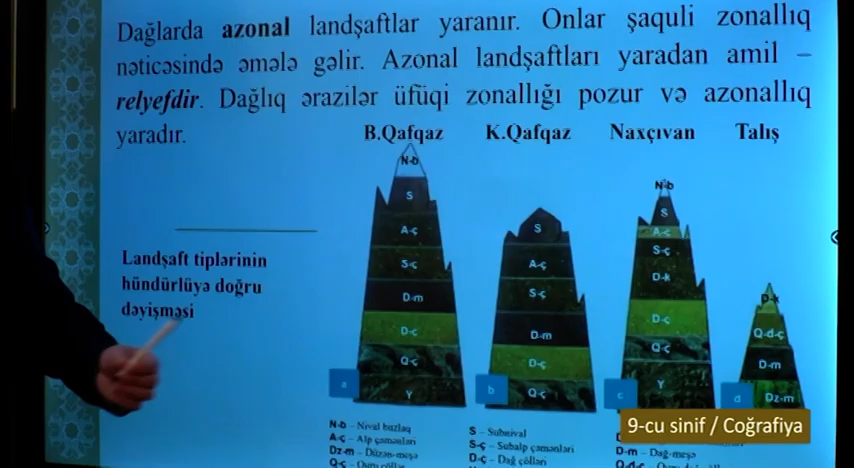 Dağlarda azonal landşaftlar yaranır. Onlar şaquli zonallıq
nəticəsində əmələ gəlir. Azonal landşaftları yaradan amil –
relyefdir. Dağlıq ərazilər üfüqi zonallığı pozur və azonallıq
yaradır.
B.Qafqaz K.Qafqaz Naxçıvan Talış
Landşaft tiplərinin
hündürlüyə doğru
dəyişməsi
N-b
S
A-ç
S-ç
D-m
D-ç
Q-ç
Y
a
S
A-ç
S-ç
D-m
D-ç
Q-ç
b
N-b
S
A-ç
S-ç
D-k
D-ç
Q-ç
Y
c
D-k
Q-d-ç
D-m
Dz-m
d
N-b – Nival buzlaq
A-ç – Alp çəmənləri
Dz-m – Düzən-meşə
S – Subnival
S-ç – Subalp çəmənləri
D-ç – Dağ çölləri
D-m – Dağ-meşə
9-cu sinif / Coğrafiya